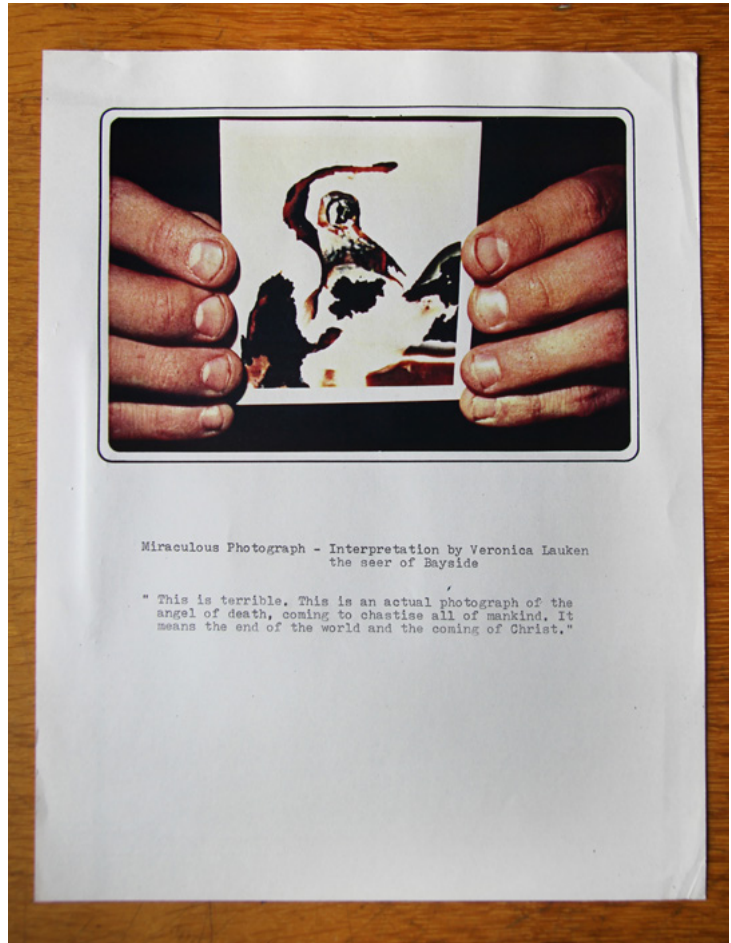 Miraculous Photograph - Interpretation by Veronica Lauken
the seer of Bayside
" This is terrible. This is an actual photograph of the
angel of death, coming to chastise all of mankind. It
means the end of the world and the coming of Christ."